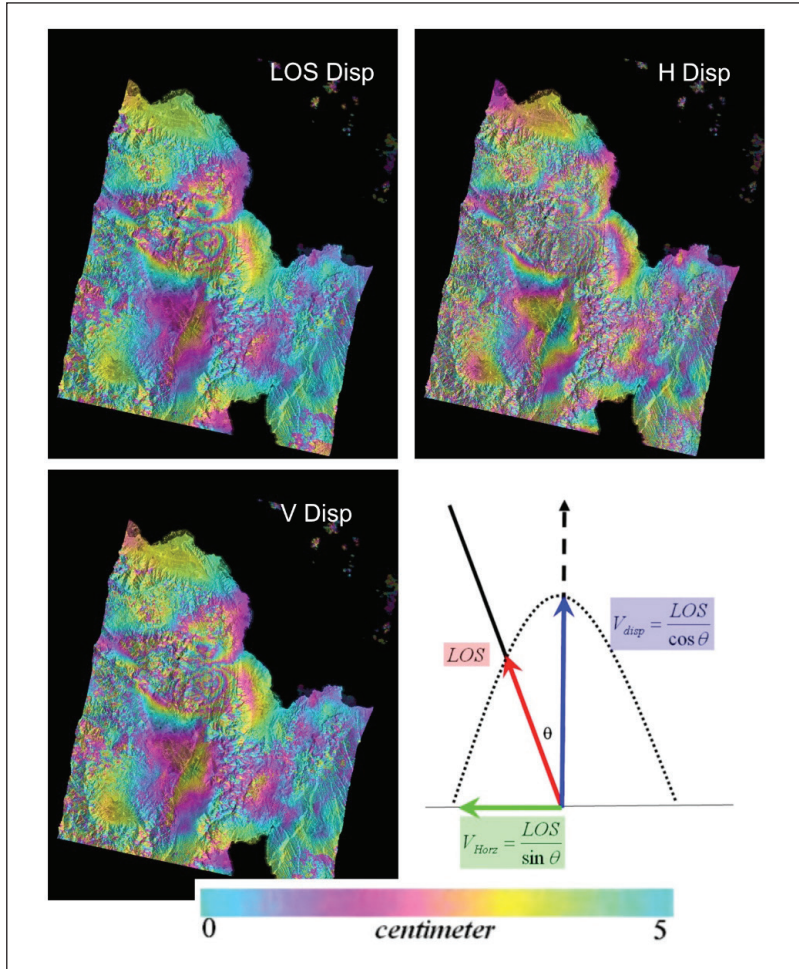 LOS Disp
H Disp
V Disp
V_disp = LOS / cos θ
LOS
θ
V_Horz = LOS / sin θ
0 centimeter 5